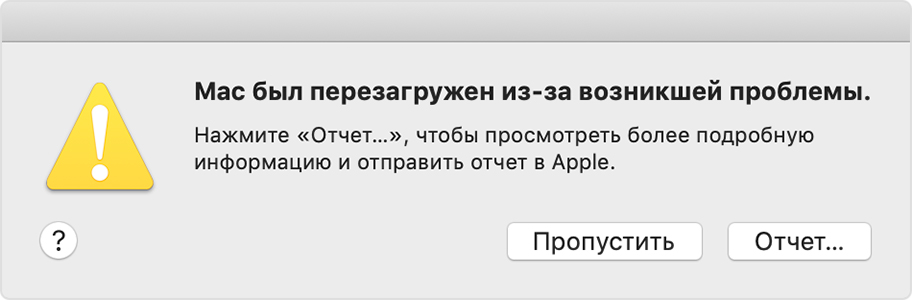 Mac был перезагружен из-за возникшей проблемы.
Нажмите «Отчет...», чтобы просмотреть более подробную
информацию и отправить отчет в Apple.
?
Пропустить
Отчет...